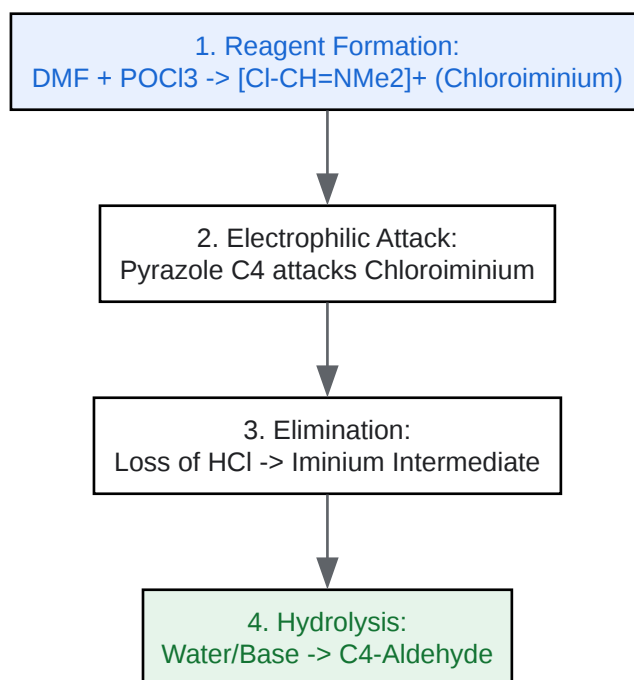 1. Reagent Formation:
DMF + POCl3 -> [Cl-CH=NMe2]+ (Chloroiminium)
2. Electrophilic Attack:
Pyrazole C4 attacks Chloroiminium
3. Elimination:
Loss of HCl -> Iminium Intermediate
4. Hydrolysis:
Water/Base -> C4-Aldehyde